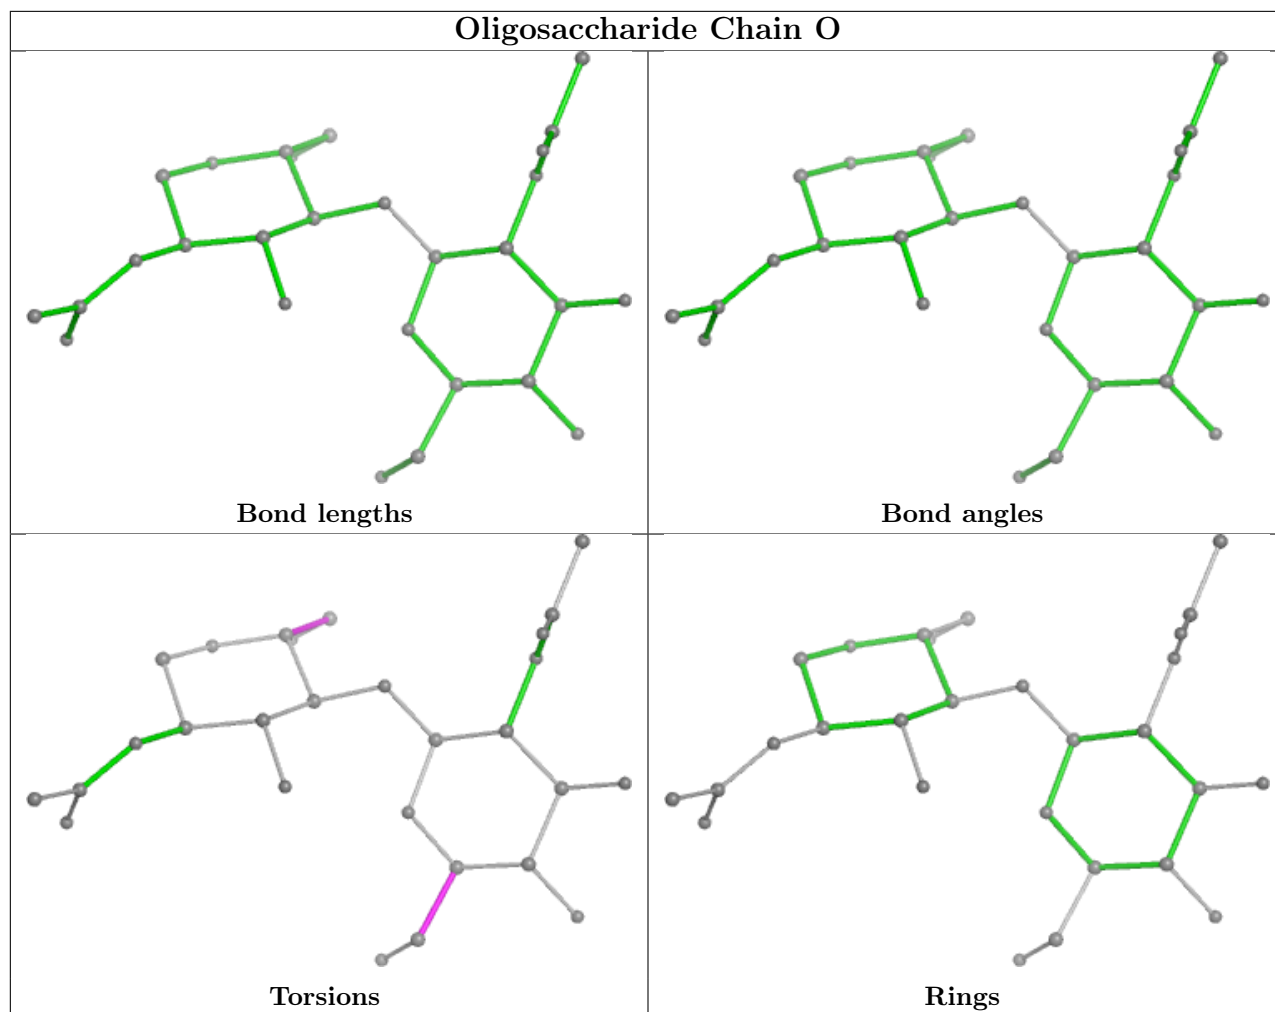 Oligosaccharide Chain O
Bond lengths
Bond angles
Torsions
Rings